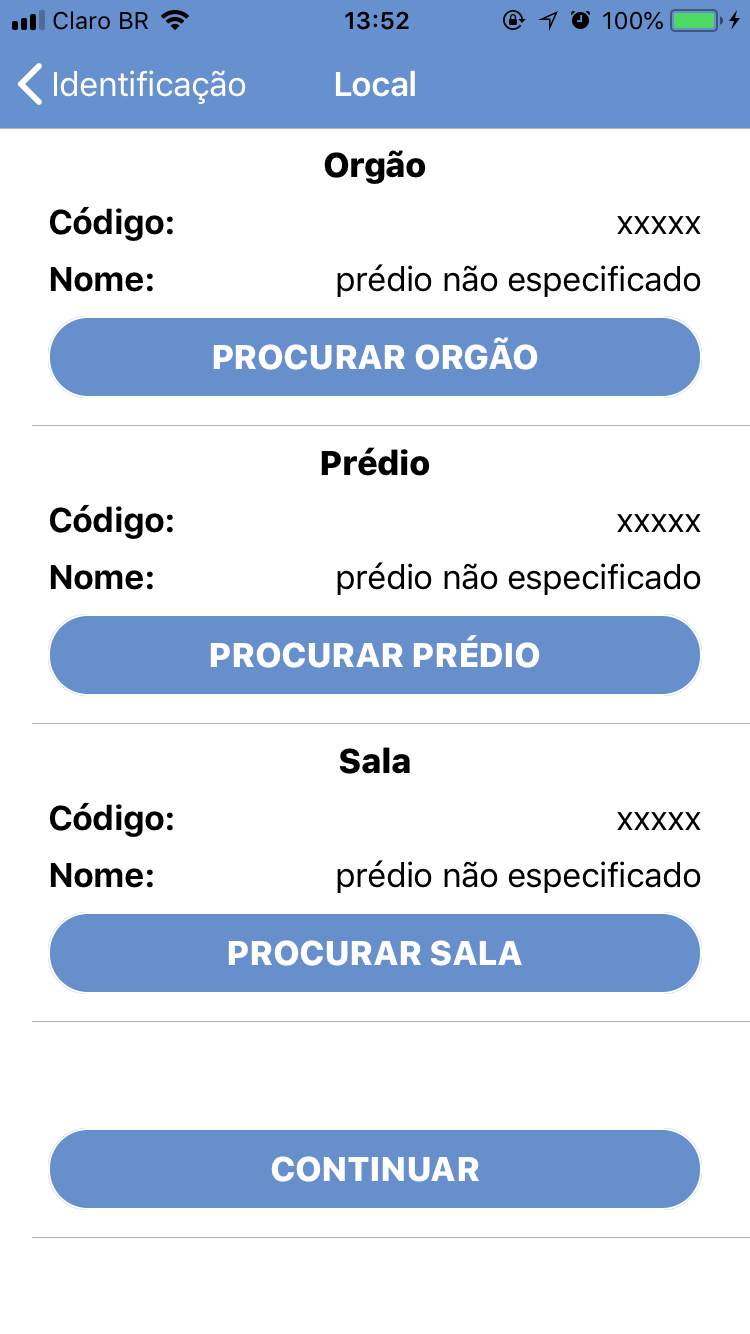 Claro BR 13:52 100%
Identificação Local
Orgão
Código: xxxxx
Nome: prédio não especificado
PROCURAR ORGÃO
Prédio
Código: xxxxx
Nome: prédio não especificado
PROCURAR PRÉDIO
Sala
Código: xxxxx
Nome: prédio não especificado
PROCURAR SALA
CONTINUAR